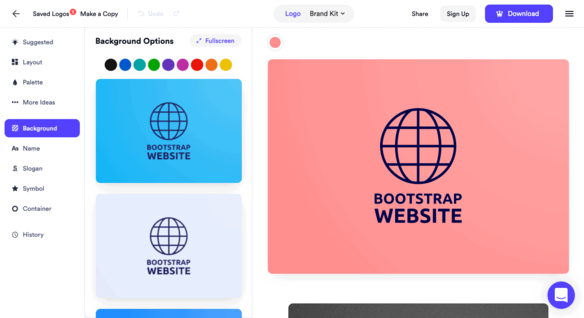 Saved Logos
Make a Copy
Undo
Logo
Brand Kit
Share
Sign Up
Download
Suggested
Layout
Palette
More Ideas
Background
Aa Name
Slogan
Symbol
Container
History
Background Options
Fullscreen
BOOTSTRAP
WEBSITE
BOOTSTRAP
WEBSITE
BOOTSTRAP
WEBSITE